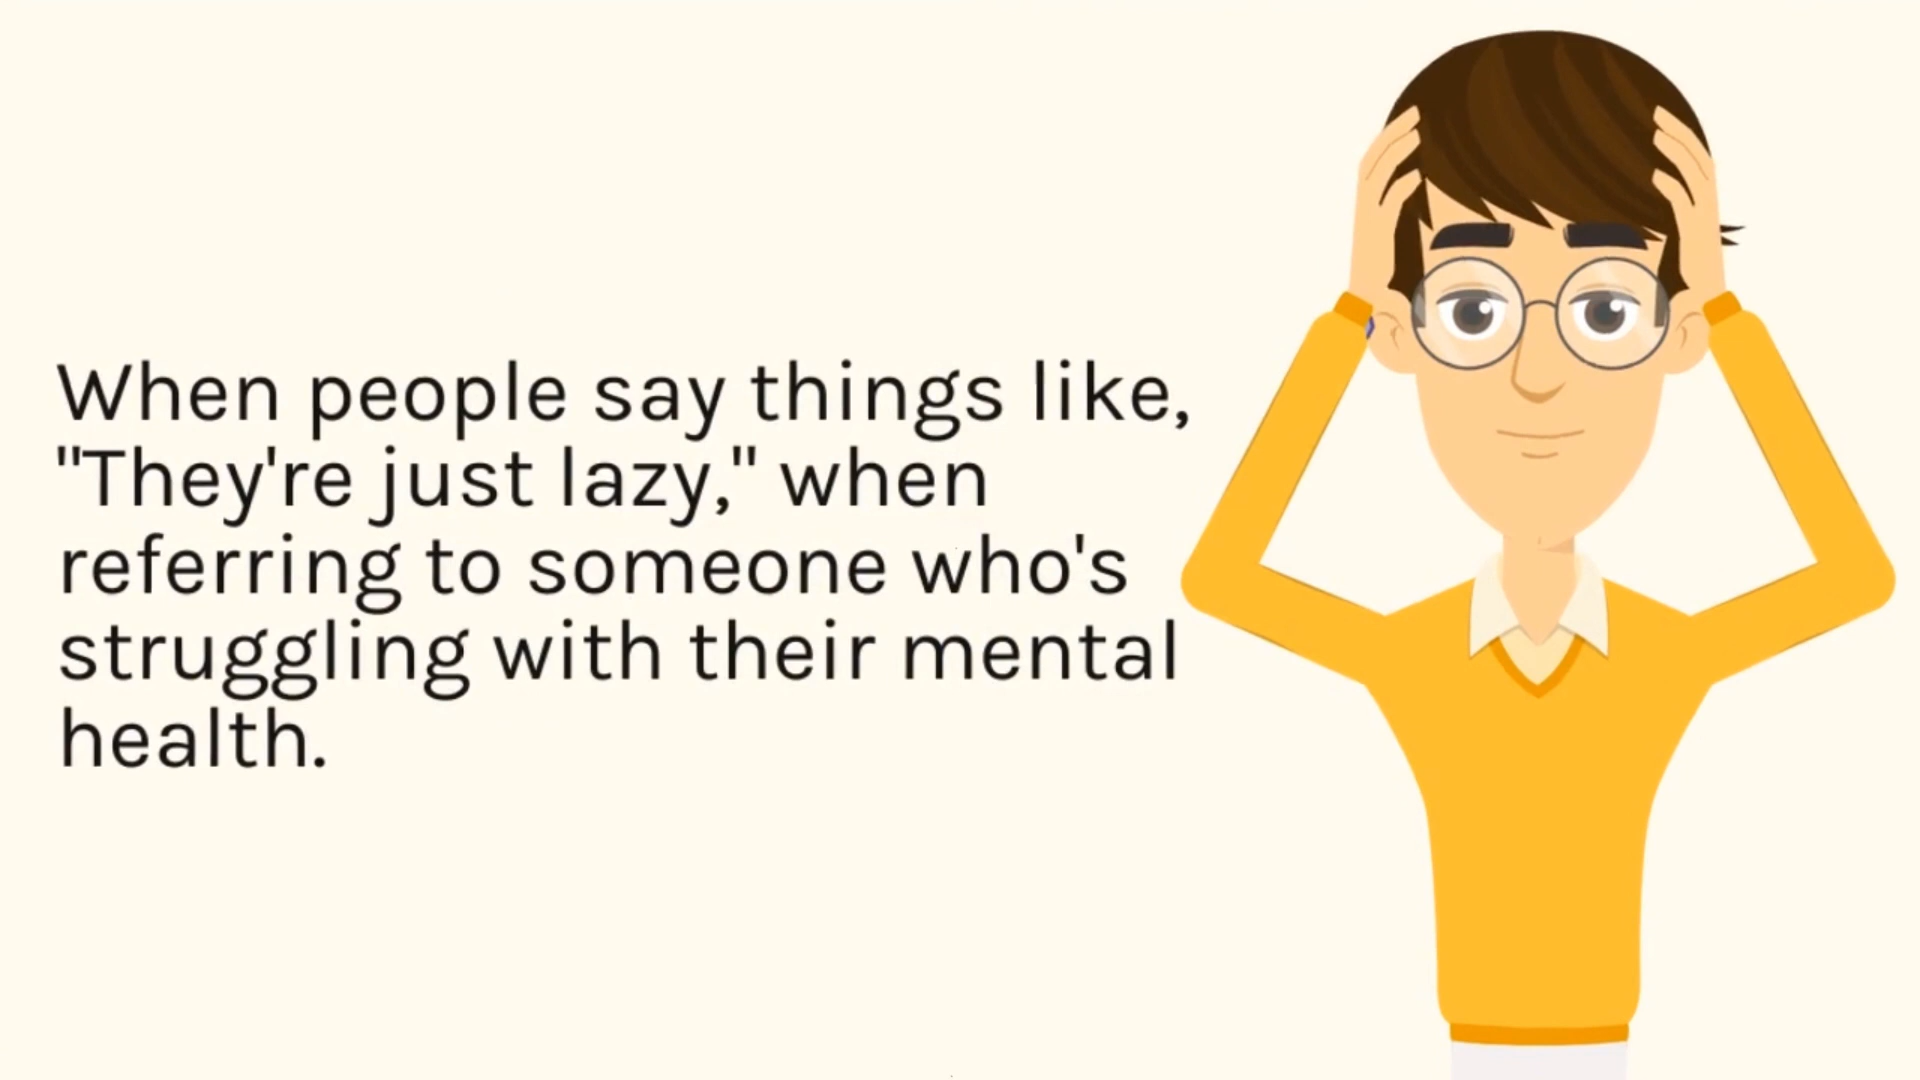 When people say things like,
"They're just lazy," when
referring to someone who's
struggling with their mental
health.